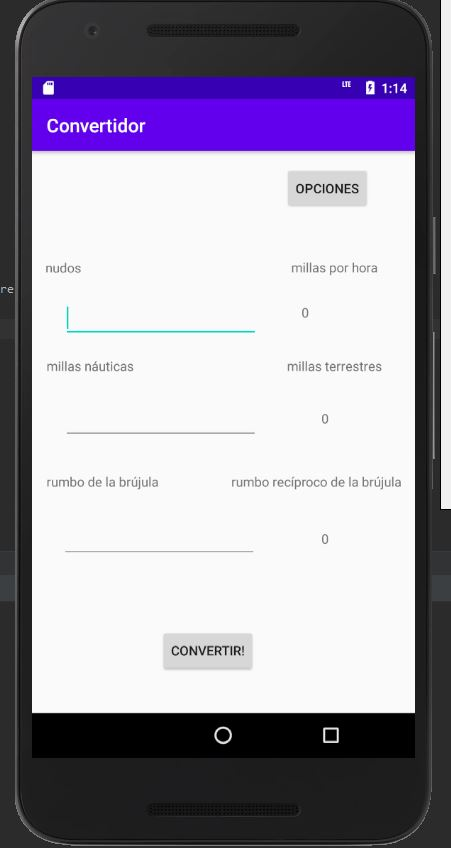 re
LTE 1:14
Convertidor
OPCIONES
nudos millas por hora
0
millas náuticas millas terrestres
0
rumbo de la brújula rumbo recíproco de la brújula
0
CONVERTIR!